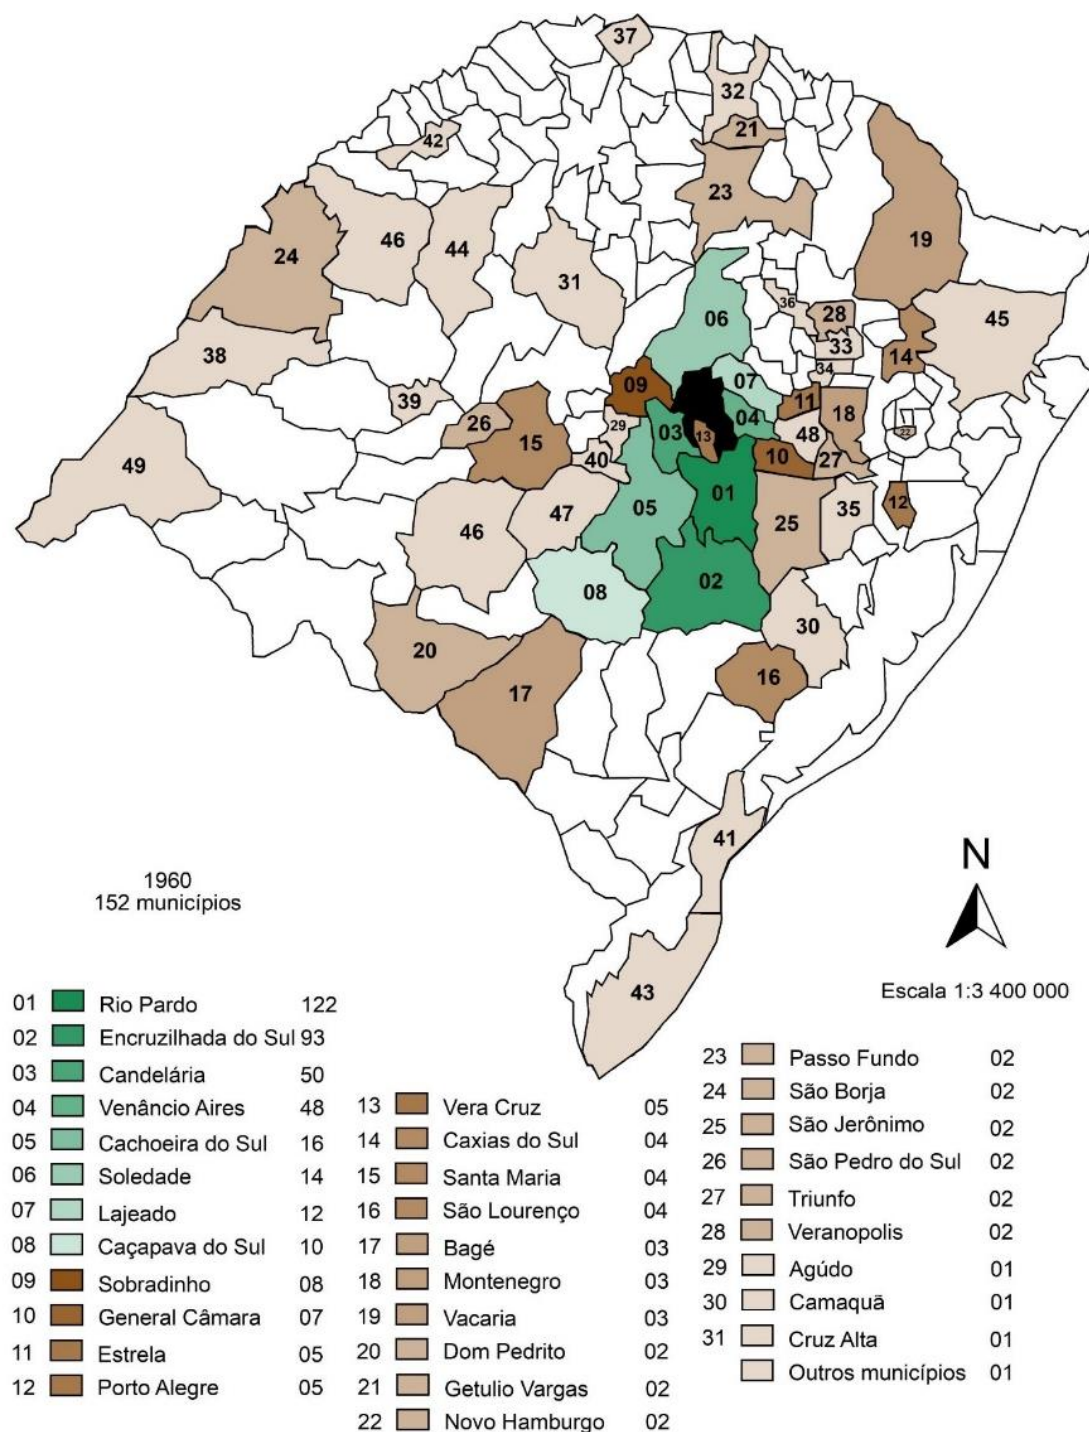 37
32
42
21
23
19
24
46
44
31
06
36
28
45
33
14
38
34
09
07
11
39
29
03
04
18
22
26
15
13
48
40
10
27
49
05
01
12
47
25
35
46
08
02
30
20
16
17
41
43
1960
152 municípios
N
Escala 1:3 400 000
01 Rio Pardo 122
02 Encruzilhada do Sul 93
03 Candelária 50
04 Venâncio Aires 48
05 Cachoeira do Sul 16
06 Soledade 14
07 Lajeado 12
08 Caçapava do Sul 10
09 Sobradinho 08
10 General Câmara 07
11 Estrela 05
12 Porto Alegre 05
13 Vera Cruz 05
14 Caxias do Sul 04
15 Santa Maria 04
16 São Lourenço 04
17 Bagé 03
18 Montenegro 03
19 Vacaria 03
20 Dom Pedrito 02
21 Getulio Vargas 02
22 Novo Hamburgo 02
23 Passo Fundo 02
24 São Borja 02
25 São Jerônimo 02
26 São Pedro do Sul 02
27 Triunfo 02
28 Veranopolis 02
29 Agúdo 01
30 Camaquã 01
31 Cruz Alta 01
Outros municípios 01